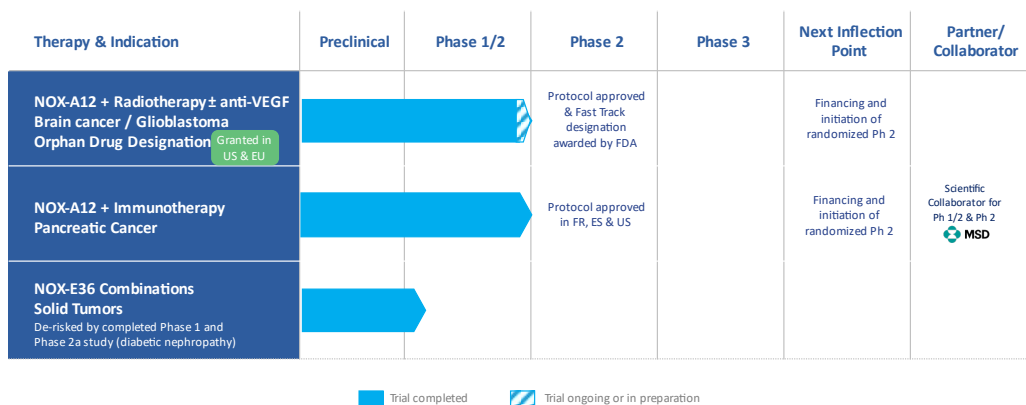 Therapy & Indication
Preclinical
Phase 1/2
Phase 2
Phase 3
Next Inflection
Point
Partner/
Collaborator
NOX-A12 + Radiotherapy ± anti-VEGF
Brain cancer / Glioblastoma
Orphan Drug Designation
Granted in
US & EU
Protocol approved
& Fast Track
designation
awarded by FDA
Financing and
initiation of
randomized Ph 2
NOX-A12 + Immunotherapy
Pancreatic Cancer
Protocol approved
in FR, ES & US
Financing and
initiation of
randomized Ph 2
Scientific
Collaborator for
Ph 1/2 & Ph 2
MSD
NOX-E36 Combinations
Solid Tumors
De-risked by completed Phase 1 and
Phase 2a study (diabetic nephropathy)
Trial completed
Trial ongoing or in preparation